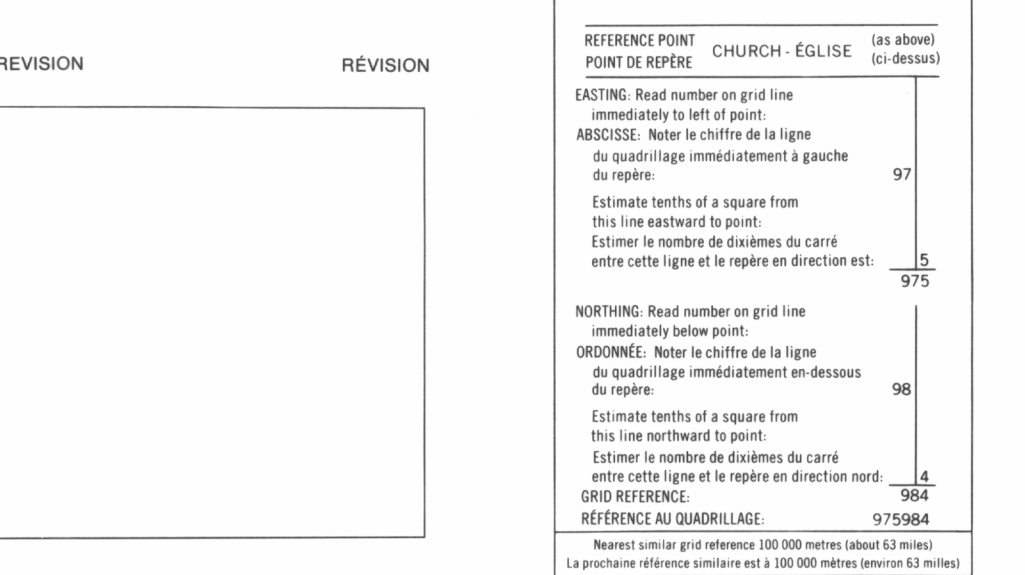 REVISION RÉVISION
REFERENCE POINT
POINT DE REPÈRE
CHURCH - ÉGLISE
(as above)
(ci-dessus)
EASTING: Read number on grid line
immediately to left of point:
ABSCISSE: Noter le chiffre de la ligne
du quadrillage immédiatement à gauche
du repère: 97
Estimate tenths of a square from
this line eastward to point:
Estimer le nombre de dixièmes du carré
entre cette ligne et le repère en direction est: 5
975
NORTHING: Read number on grid line
immediately below point:
ORDONNÉE: Noter le chiffre de la ligne
du quadrillage immédiatement en-dessous
du repère: 98
Estimate tenths of a square from
this line northward to point:
Estimer le nombre de dixièmes du carré
entre cette ligne et le repère en direction nord: 4
GRID REFERENCE: 984
RÉFÉRENCE AU QUADRILLAGE: 975984
Nearest similar grid reference 100 000 metres (about 63 miles)
La prochaine référence similaire est à 100 000 mètres (environ 63 milles)